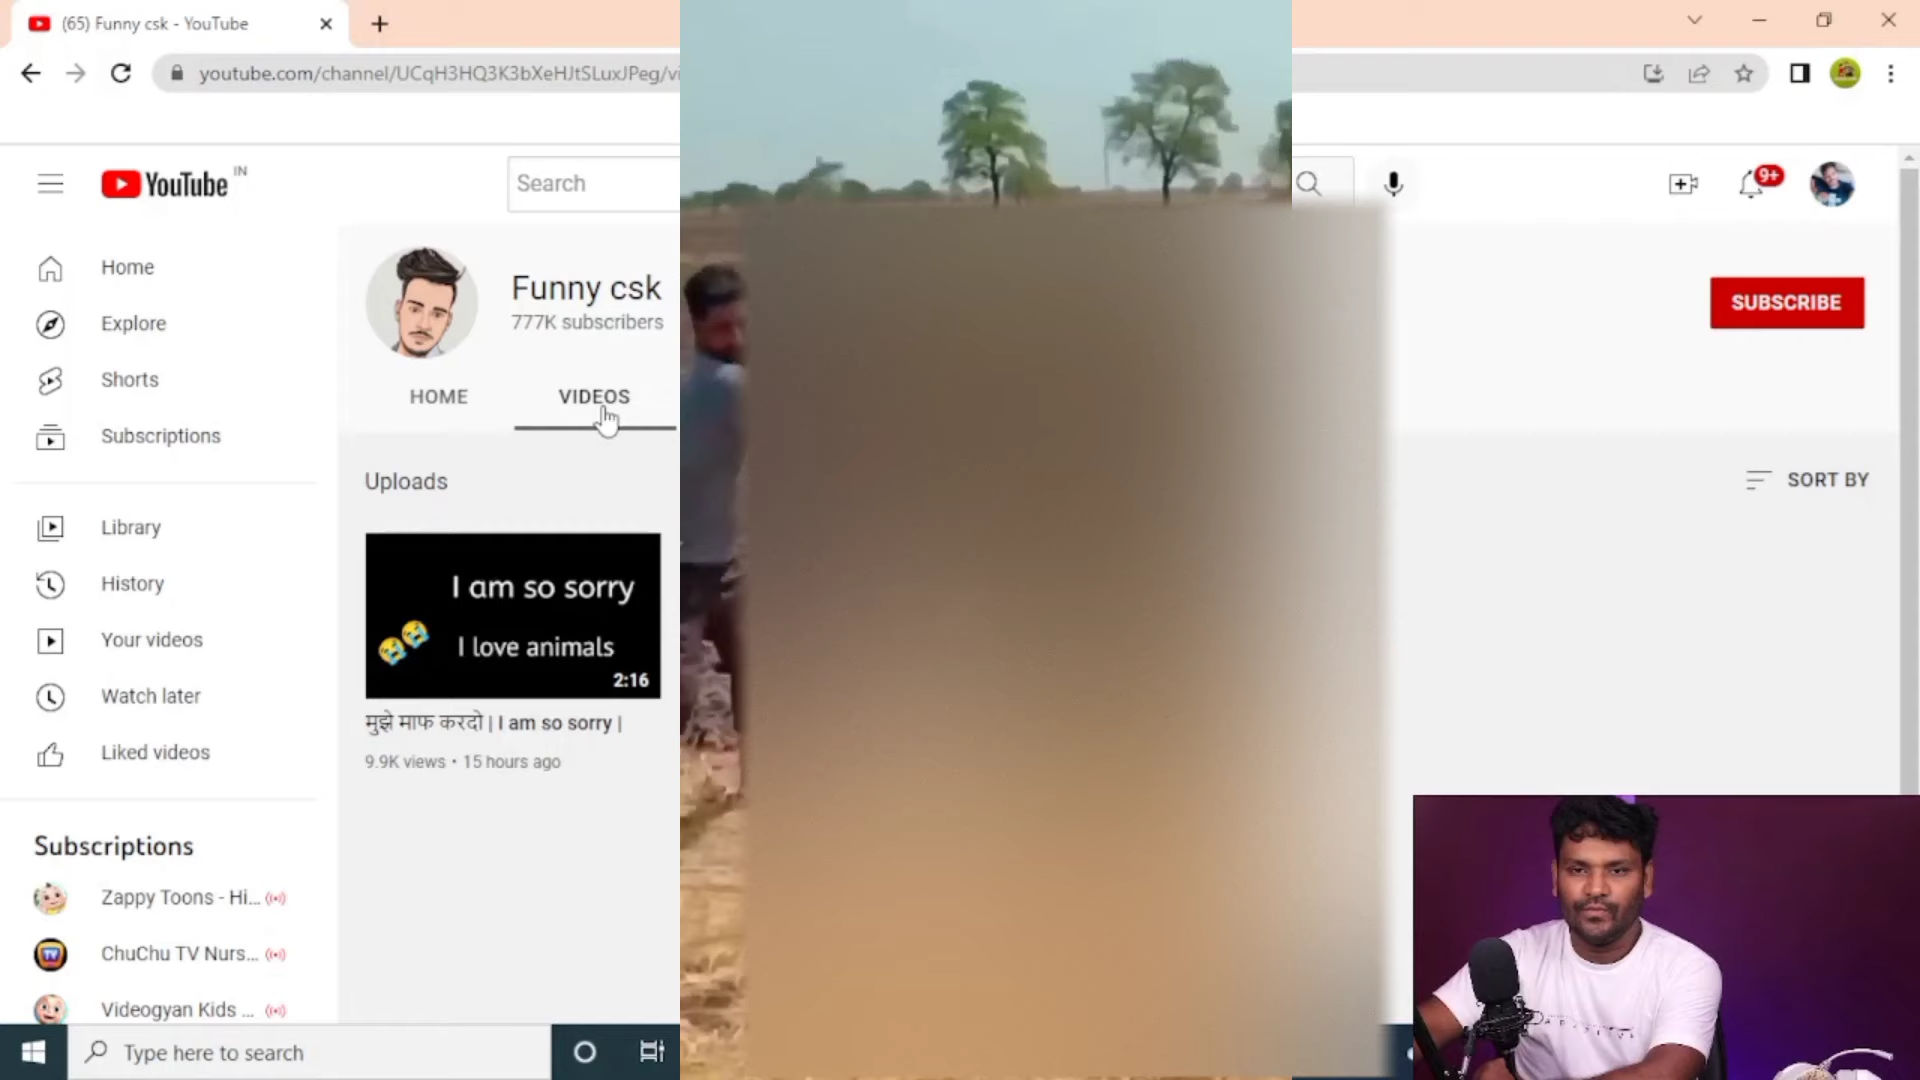 (65) Funny csk - YouTube
youtube.com/channel/UCqH3HQ3K3bXeHJtSLuxJPeg/vi
YouTube IN
Search
9+
Home
Explore
Shorts
Subscriptions
Library
History
Your videos
Watch later
Liked videos
Subscriptions
Zappy Toons - Hi...
ChuChu TV Nurs...
Videogyan Kids ...
Funny csk
777K subscribers
SUBSCRIBE
HOME
VIDEOS
Uploads
SORT BY
I am so sorry
I love animals
2:16
मुझे माफ करदो | I am so sorry |
9.9K views • 15 hours ago
Type here to search